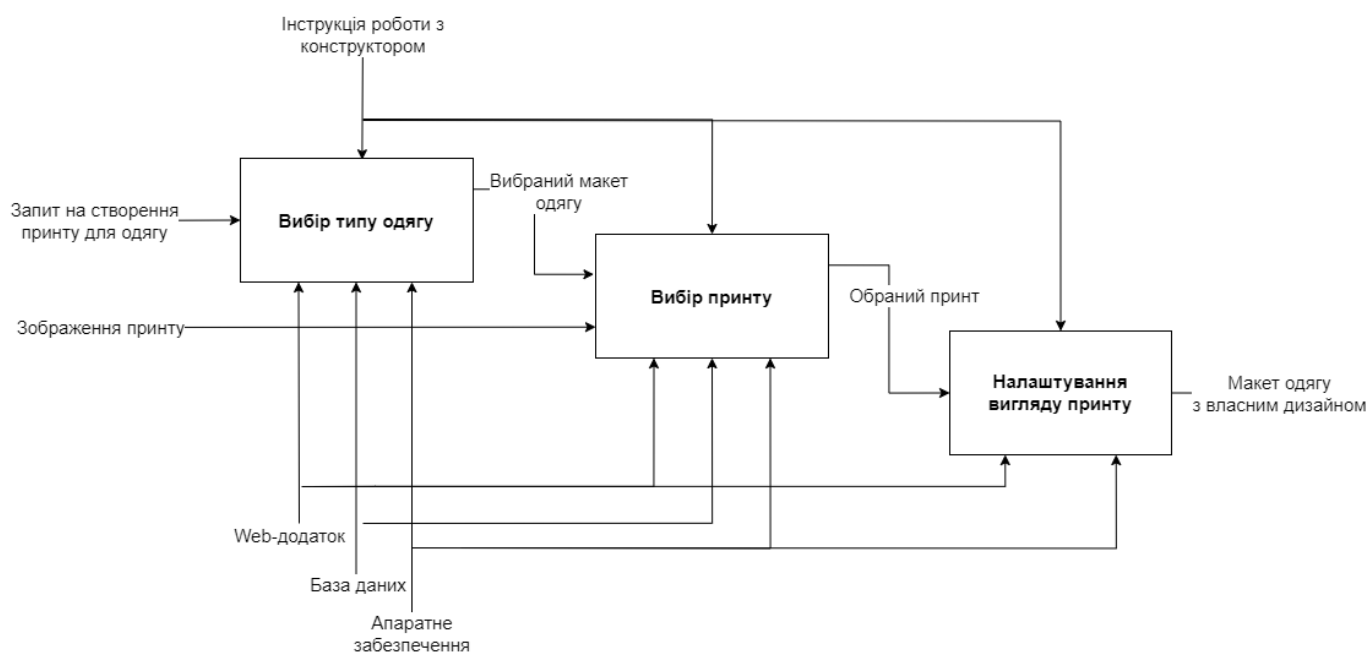 Інструкція роботи з
конструктором
Вибраний макет
одягу
Запит на створення
принту для одягу
Вибір типу одягу
Вибір принту
Обраний принт
Зображення принту
Налаштування
вигляду принту
Макет одягу
з власним дизайном
Web-додаток
База даних
Апаратне
забезпечення